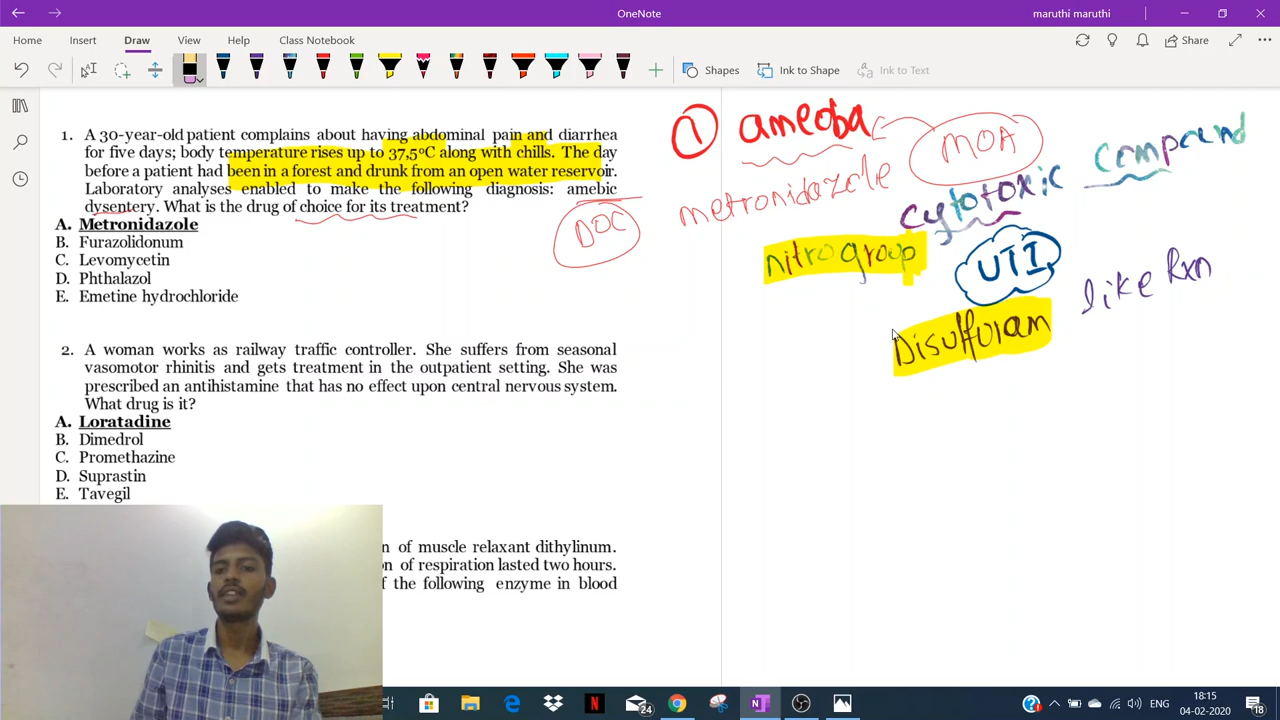 OneNote
maruthi maruthi
Home Insert Draw View Help Class Notebook
Share
Shapes
Ink to Shape
Ink to Text
1. A 30-year-old patient complains about having abdominal pain and diarrhea
for five days; body temperature rises up to 37,5°C along with chills. The day
before a patient had been in a forest and drunk from an open water reservoir.
Laboratory analyses enabled to make the following diagnosis: amebic
dysentery. What is the drug of choice for its treatment?
A. Metronidazole
B. Furazolidonum
C. Levomycetin
D. Phthalazol
E. Emetine hydrochloride
2. A woman works as railway traffic controller. She suffers from seasonal
vasomotor rhinitis and gets treatment in the outpatient setting. She was
prescribed an antihistamine that has no effect upon central nervous system.
What drug is it?
A. Loratadine
B. Dimedrol
C. Promethazine
D. Suprastin
E. Tavegil
n of muscle relaxant dithylinum.
on of respiration lasted two hours.
f the following enzyme in blood
DOC
1 ameoba
MOA
compound
metronidazole
cytotoxic
nitro group
UTI
like Rxn
Disulfuram
24
ENG
18:15
04-02-2020
18